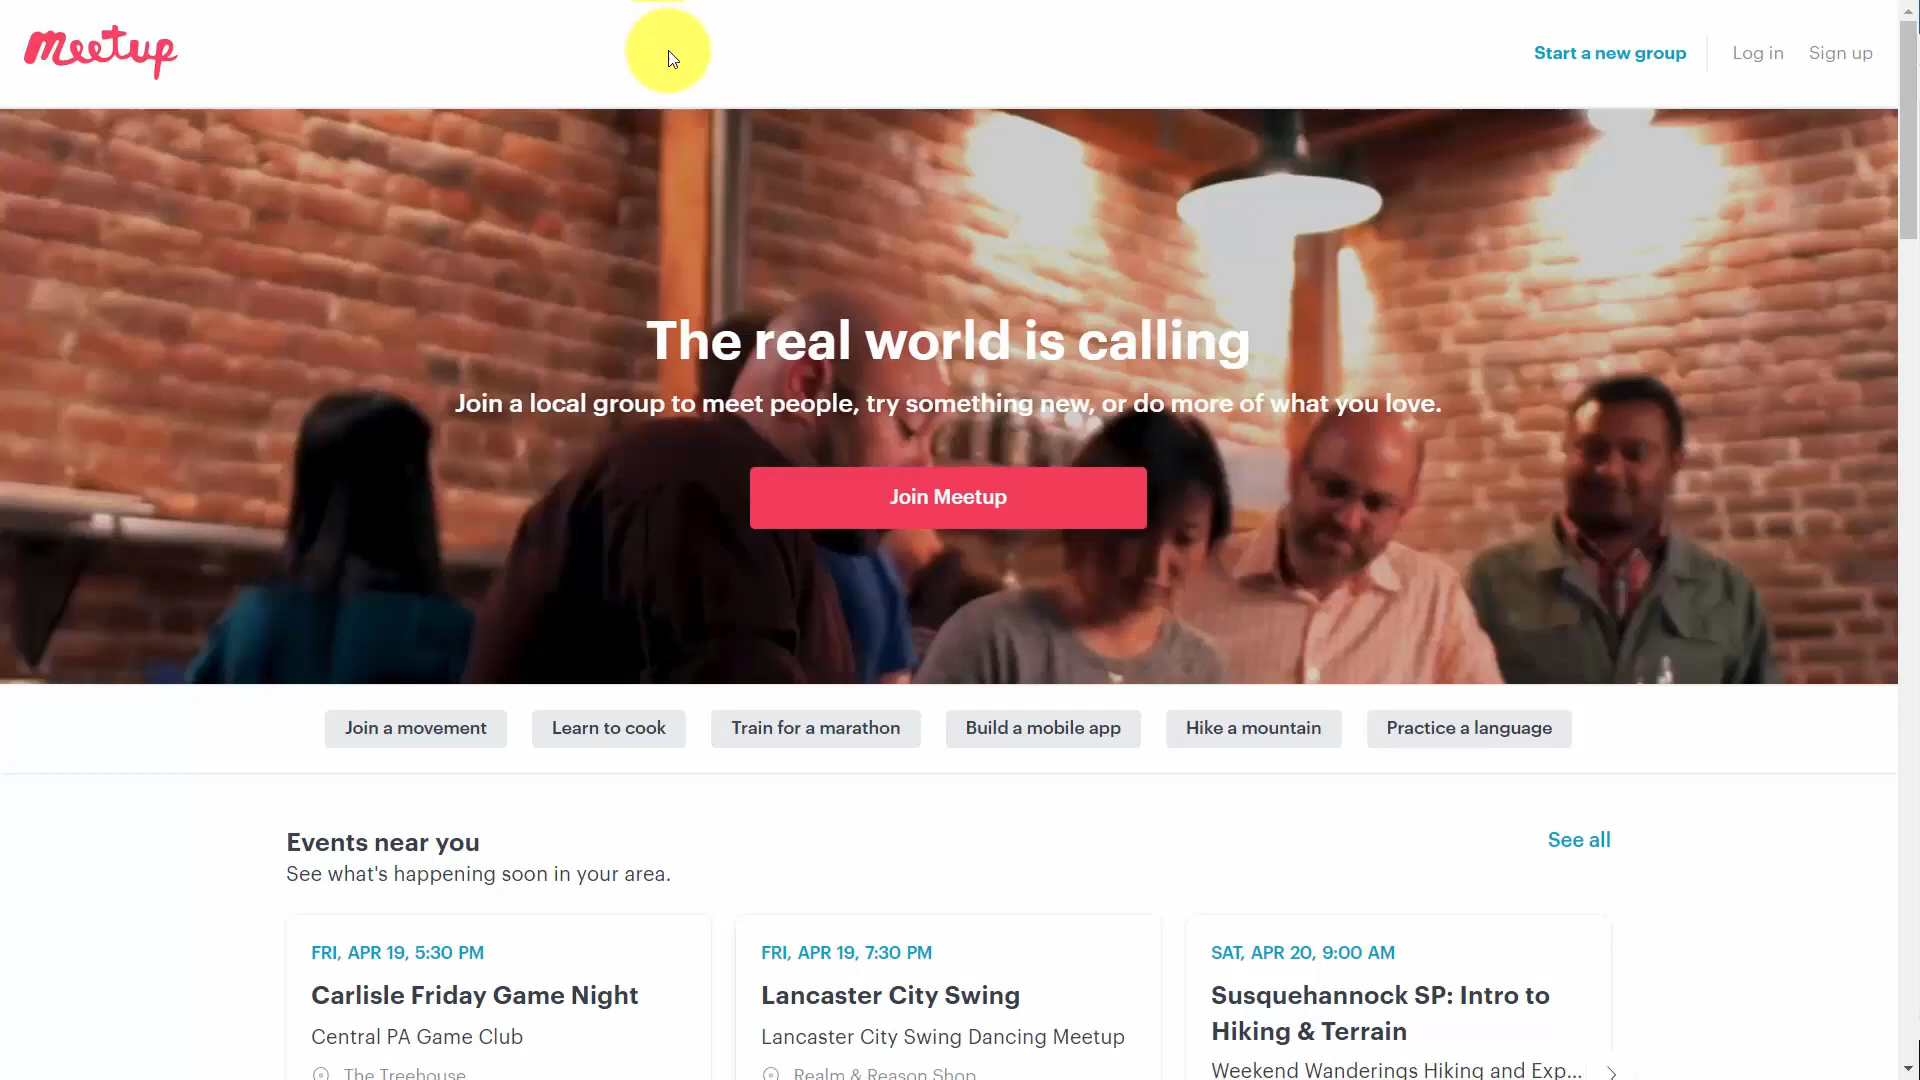 Meetup
Start a new group
Log in
Sign up
The real world is calling
Join a local group to meet people, try something new, or do more of what you love.
Join Meetup
Join a movement
Learn to cook
Train for a marathon
Build a mobile app
Hike a mountain
Practice a language
Events near you
See all
See what's happening soon in your area.
FRI, APR 19, 5:30 PM
Carlisle Friday Game Night
Central PA Game Club
The Treehouse
FRI, APR 19, 7:30 PM
Lancaster City Swing
Lancaster City Swing Dancing Meetup
Realm & Reason Shop
SAT, APR 20, 9:00 AM
Susquehannock SP: Intro to
Hiking & Terrain
Weekend Wanderings Hiking and Exp...